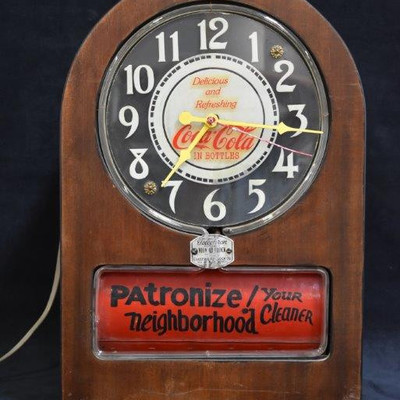 12
11 1
10 2
9 3
8 4
7 5
6
Delicious
and
Refreshing
Coca-Cola
IN BOTTLES
Patronize/Your
neighborhood Cleaner